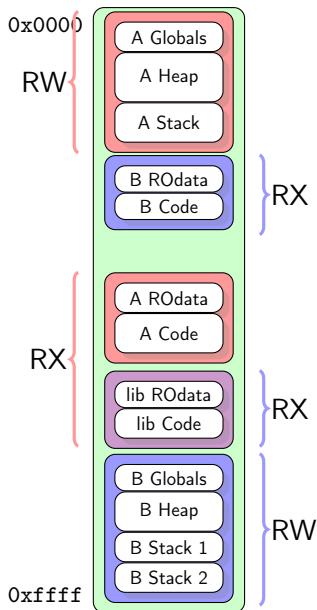 0x0000
A Globals
RW
A Heap
A Stack
B ROdata
RX
B Code
A ROdata
A Code
RX
lib ROdata
RX
lib Code
B Globals
B Heap
RW
B Stack 1
B Stack 2
0xffff